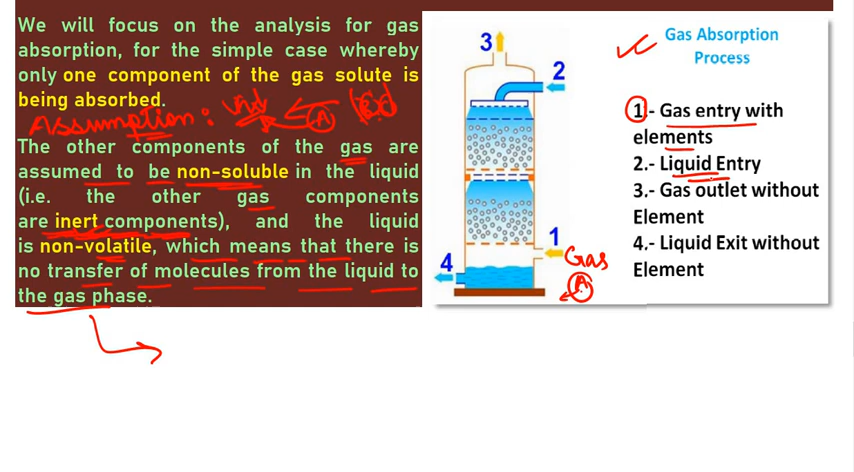 We will focus on the analysis for gas
absorption, for the simple case whereby
only one component of the gas solute is
being absorbed.
Assumption:
A
The other components of the gas are
assumed to be non-soluble in the liquid
(i.e. the other gas components
are inert components), and the liquid
is non-volatile, which means that there is
no transfer of molecules from the liquid to
the gas phase.
3
2
1
Gas
4
A
Gas Absorption
Process
1.- Gas entry with
elements
2.- Liquid Entry
3.- Gas outlet without
Element
4.- Liquid Exit without
Element